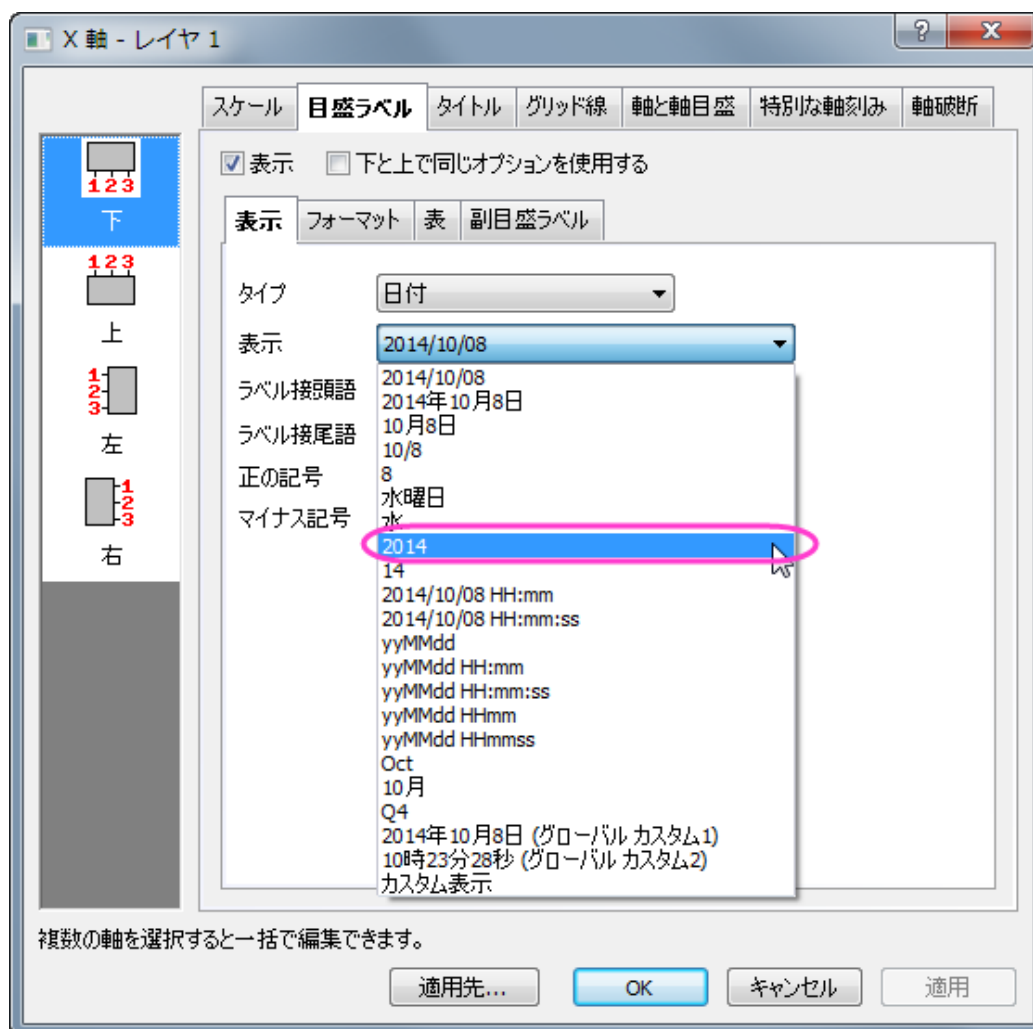 X 軸 - レイヤ 1
スケール 目盛ラベル タイトル グリッド線 軸と軸目盛 特別な軸刻み 軸破断
表示 下と上で同じオプションを使用する
表示 フォーマット 表 副目盛ラベル
1 2 3
下
1 2 3
上
1
2
3
左
1
2
3
右
タイプ 日付
表示 2014/10/08
ラベル接頭語
ラベル接尾語
正の記号
マイナス記号
2014/10/08
2014年10月8日
10月8日
10/8
8
水曜日
水
2014
14
2014/10/08 HH:mm
2014/10/08 HH:mm:ss
yyMMdd
yyMMdd HH:mm
yyMMdd HH:mm:ss
yyMMdd HHmm
yyMMdd HHmmss
Oct
10月
Q4
2014年10月8日 (グローバル カスタム1)
10時23分28秒 (グローバル カスタム2)
カスタム表示
複数の軸を選択すると一括で編集できます。
適用先... OK キャンセル 適用